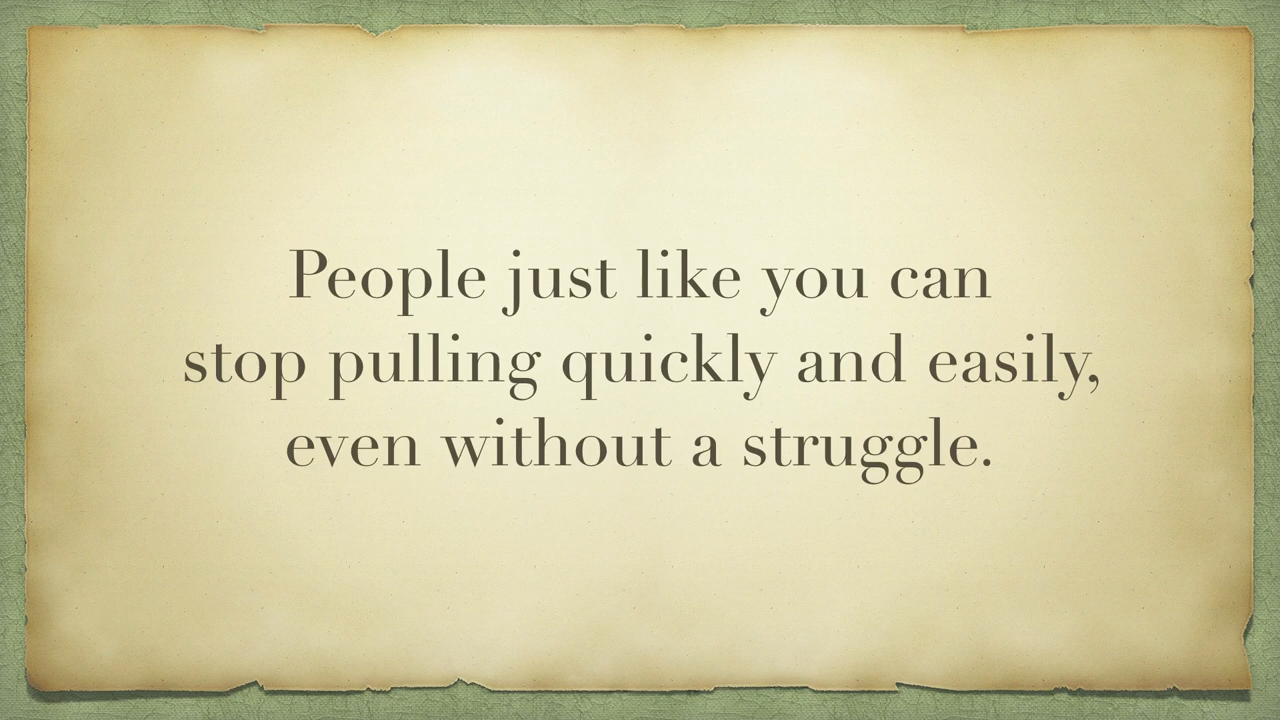 People just like you can
stop pulling quickly and easily,
even without a struggle.